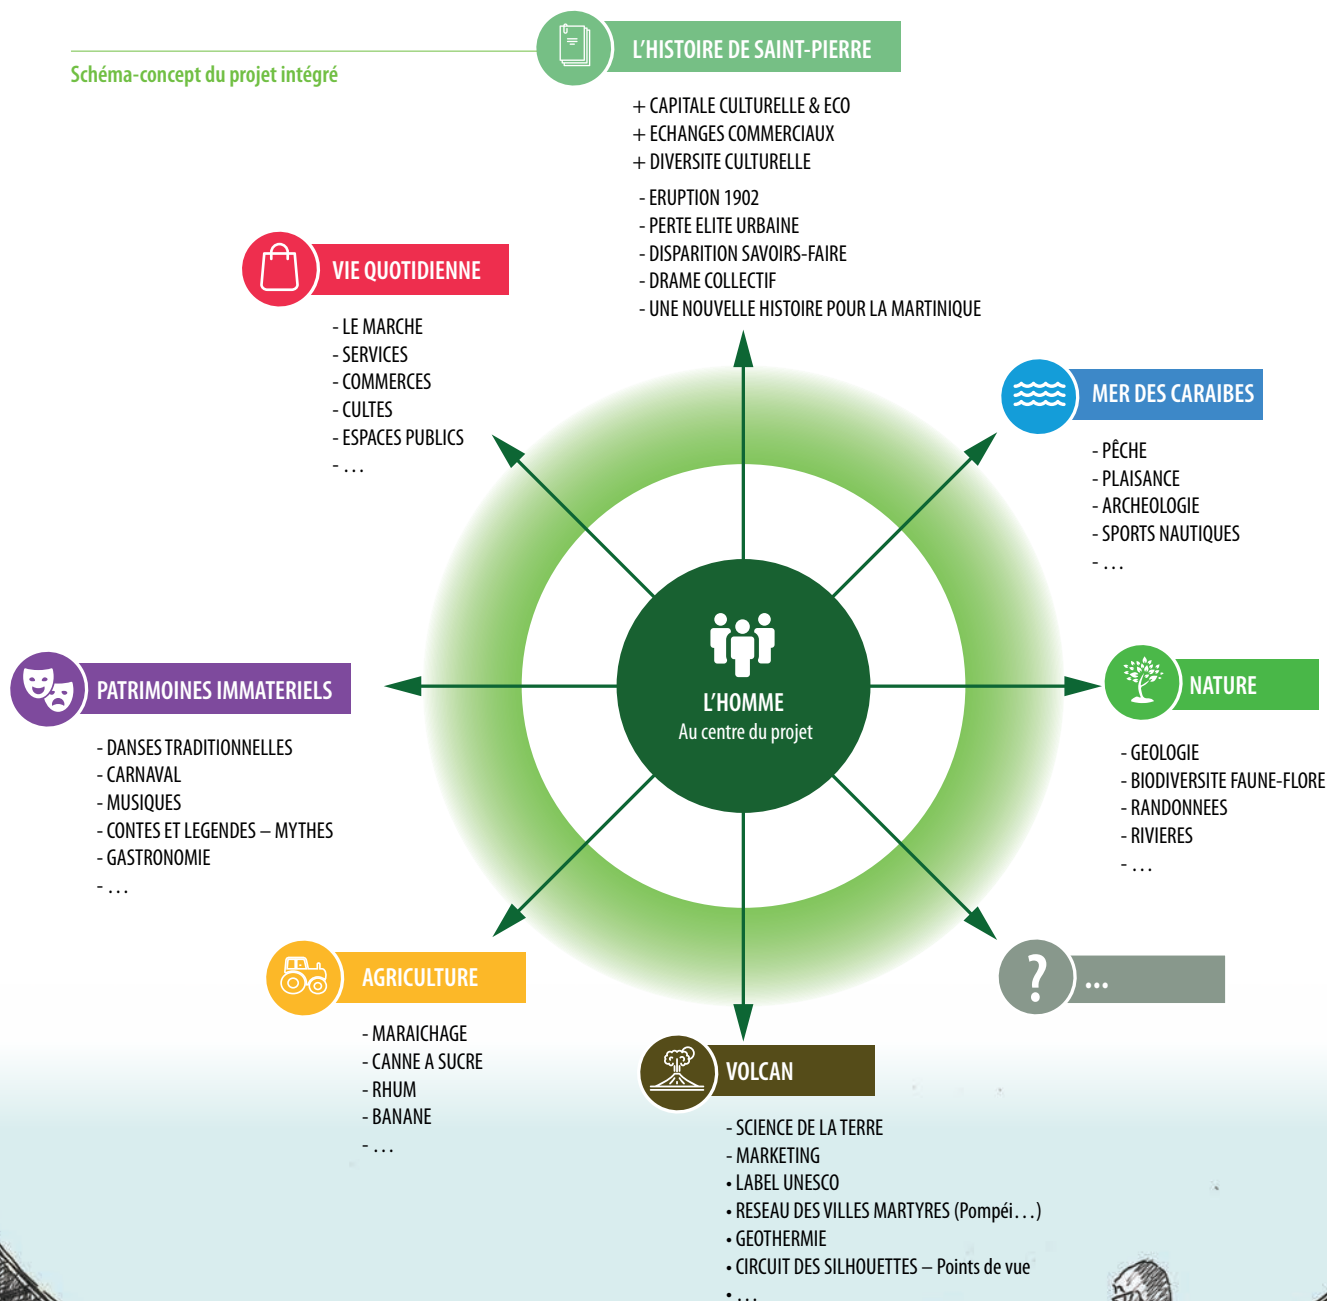 Schéma-concept du projet intégré
L'HISTOIRE DE SAINT-PIERRE
+ CAPITALE CULTURELLE & ECO
+ ECHANGES COMMERCIAUX
+ DIVERSITE CULTURELLE
- ERUPTION 1902
- PERTE ELITE URBAINE
- DISPARITION SAVOIRS-FAIRE
- DRAME COLLECTIF
- UNE NOUVELLE HISTOIRE POUR LA MARTINIQUE
VIE QUOTIDIENNE
- LE MARCHE
- SERVICES
- COMMERCES
- CULTES
- ESPACES PUBLICS
- ...
MER DES CARAIBES
- PÊCHE
- PLAISANCE
- ARCHEOLOGIE
- SPORTS NAUTIQUES
- ...
L'HOMME
Au centre du projet
PATRIMOINES IMMATERIELS
- DANSES TRADITIONNELLES
- CARNAVAL
- MUSIQUES
- CONTES ET LEGENDES – MYTHES
- GASTRONOMIE
- ...
NATURE
- GEOLOGIE
- BIODIVERSITE FAUNE-FLORE
- RANDONNEES
- RIVIERES
- ...
AGRICULTURE
- MARAICHAGE
- CANNE A SUCRE
- RHUM
- BANANE
- ...
? ...
VOLCAN
- SCIENCE DE LA TERRE
- MARKETING
• LABEL UNESCO
• RESEAU DES VILLES MARTYRES (Pompéi...)
• GEOTHERMIE
• CIRCUIT DES SILHOUETTES – Points de vue
• ...